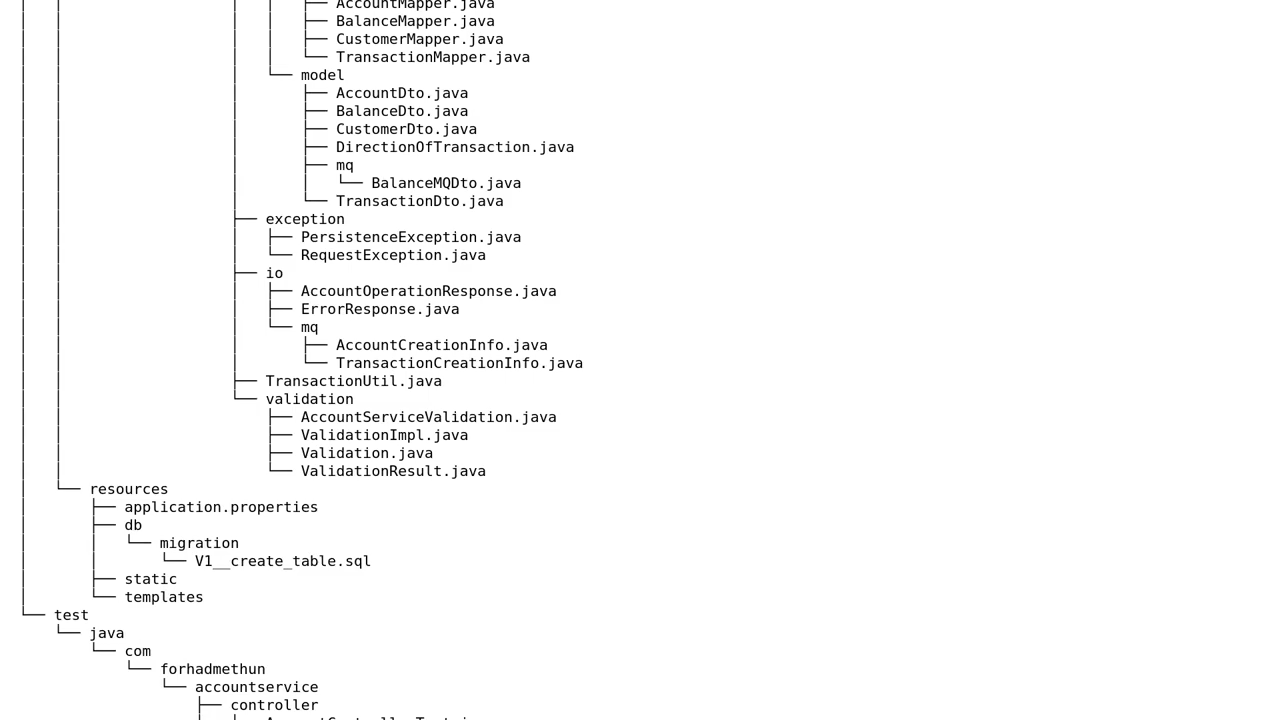 │   │                   │   │   ├── AccountMapper.java
│   │                   │   │   ├── BalanceMapper.java
│   │                   │   │   ├── CustomerMapper.java
│   │                   │   │   └── TransactionMapper.java
│   │                   │   └── model
│   │                   │       ├── AccountDto.java
│   │                   │       ├── BalanceDto.java
│   │                   │       ├── CustomerDto.java
│   │                   │       ├── DirectionOfTransaction.java
│   │                   │       ├── mq
│   │                   │       │   └── BalanceMQDto.java
│   │                   │       └── TransactionDto.java
│   │                   ├── exception
│   │                   │   ├── PersistenceException.java
│   │                   │   └── RequestException.java
│   │                   ├── io
│   │                   │   ├── AccountOperationResponse.java
│   │                   │   ├── ErrorResponse.java
│   │                   │   └── mq
│   │                   │       ├── AccountCreationInfo.java
│   │                   │       └── TransactionCreationInfo.java
│   │                   ├── TransactionUtil.java
│   │                   └── validation
│   │                       ├── AccountServiceValidation.java
│   │                       ├── ValidationImpl.java
│   │                       ├── Validation.java
│   │                       └── ValidationResult.java
│   └── resources
│       ├── application.properties
│       ├── db
│       │   └── migration
│       │       └── V1__create_table.sql
│       ├── static
│       └── templates
└── test
    └── java
        └── com
            └── forhadmethun
                └── accountservice
                    ├── controller